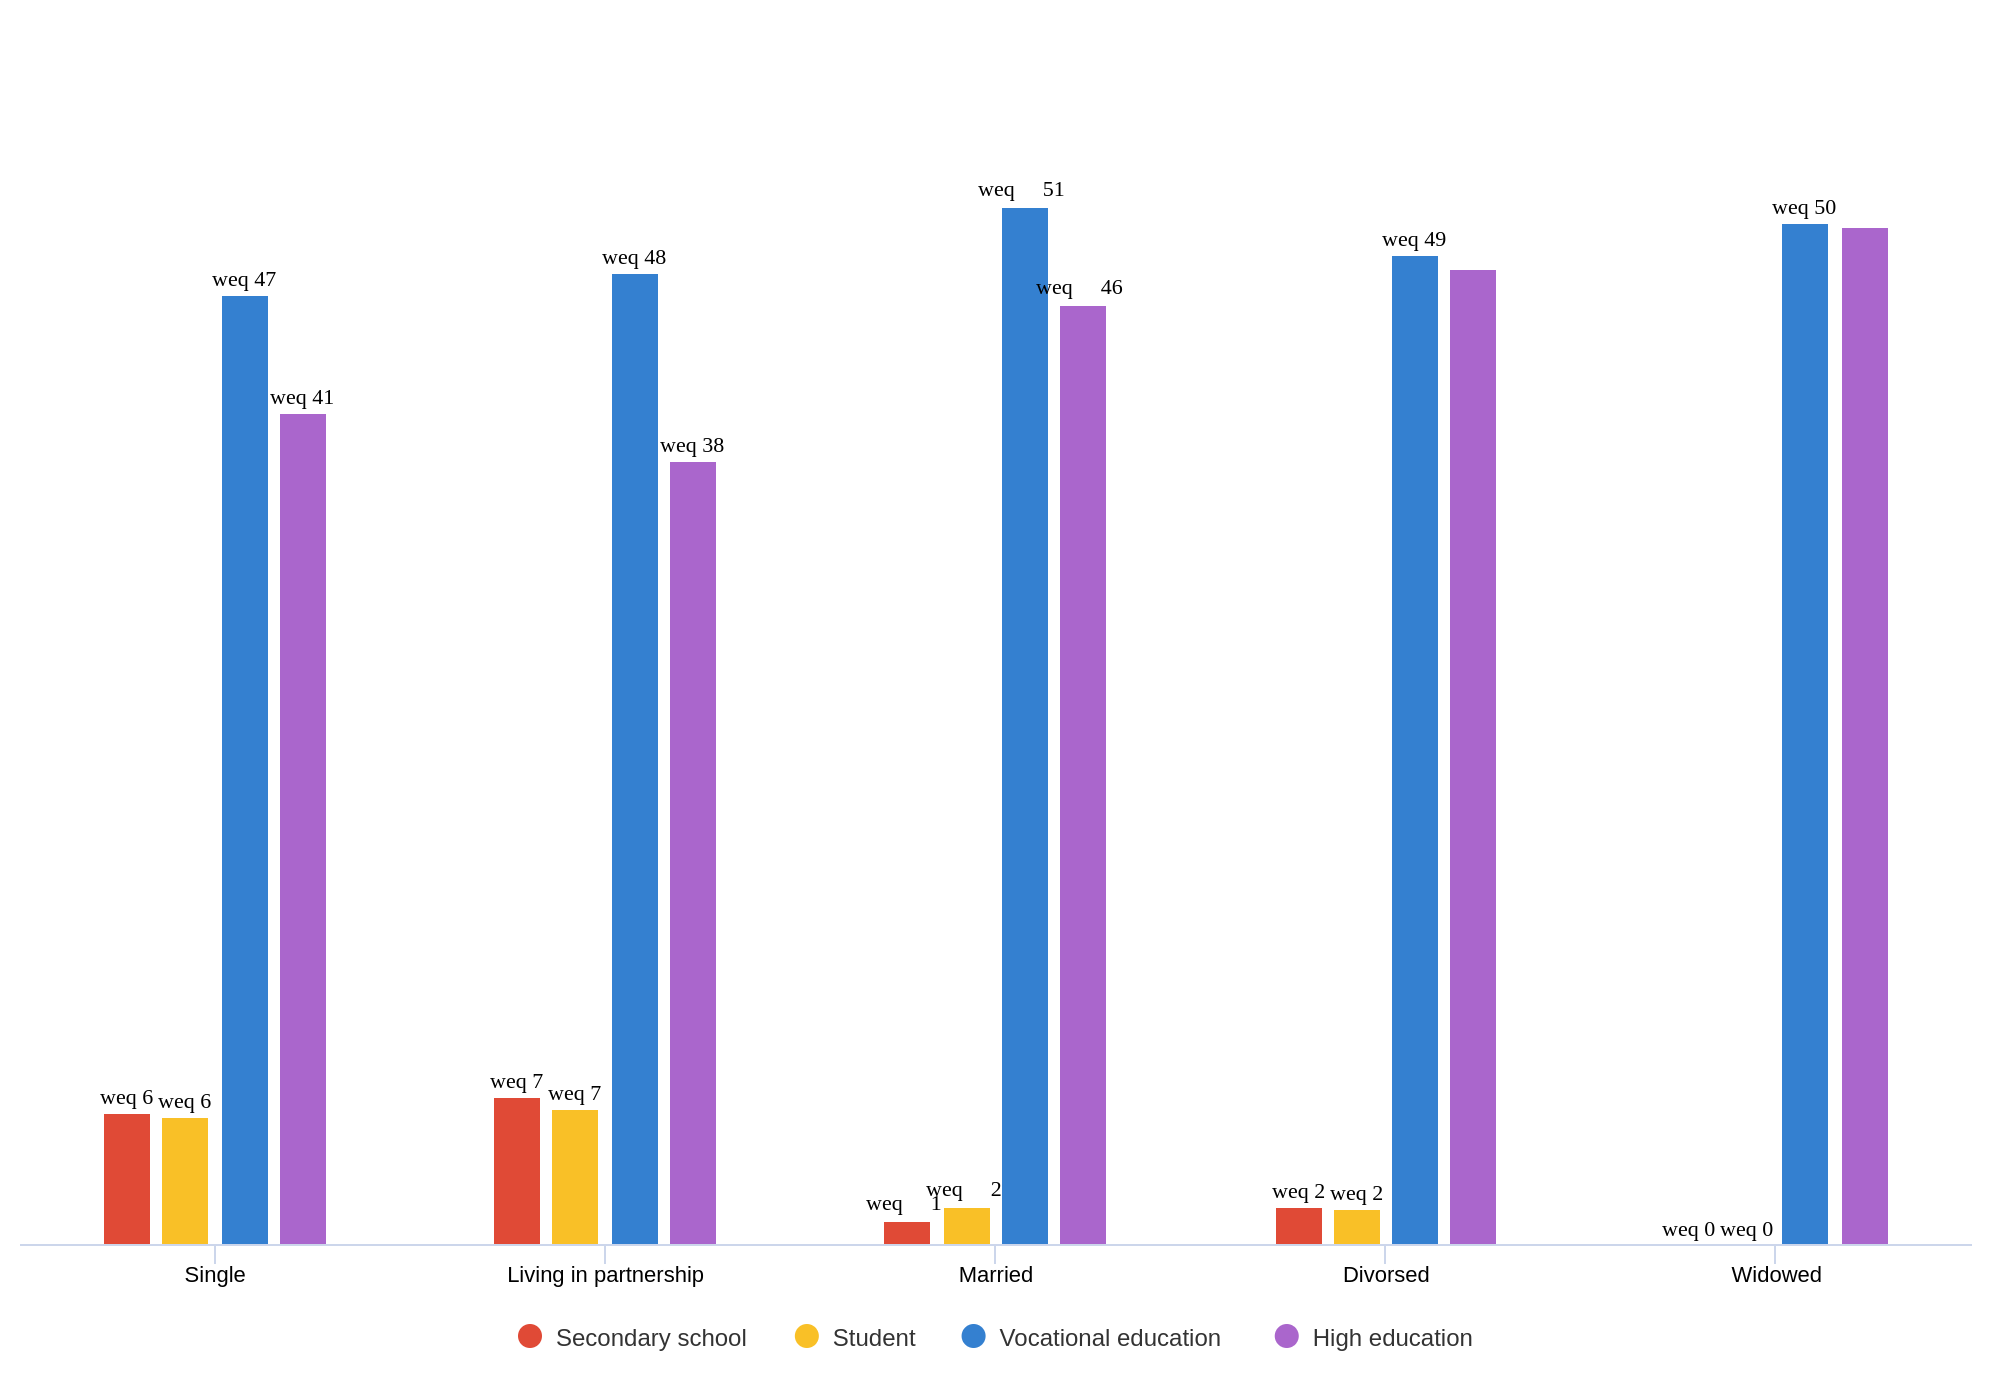 weq 51
weq 50
weq 49
weq 48
weq 47
weq 46
weq 41
weq 38
weq 7
weq 7
weq 6
weq 6
weq 2
weq 1
weq 2
weq 2
weq 0
weq 0
Single
Living in partnership
Married
Divorsed
Widowed
Secondary school
Student
Vocational education
High education